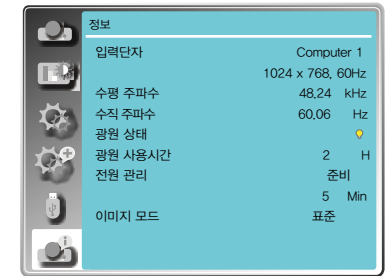 정보
입력단자 Computer 1
1024 x 768, 60Hz
수평 주파수 48,24 kHz
수직 주파수 60,06 Hz
광원 상태
광원 사용시간 2 H
전원 관리 준비
5 Min
이미지 모드 표준